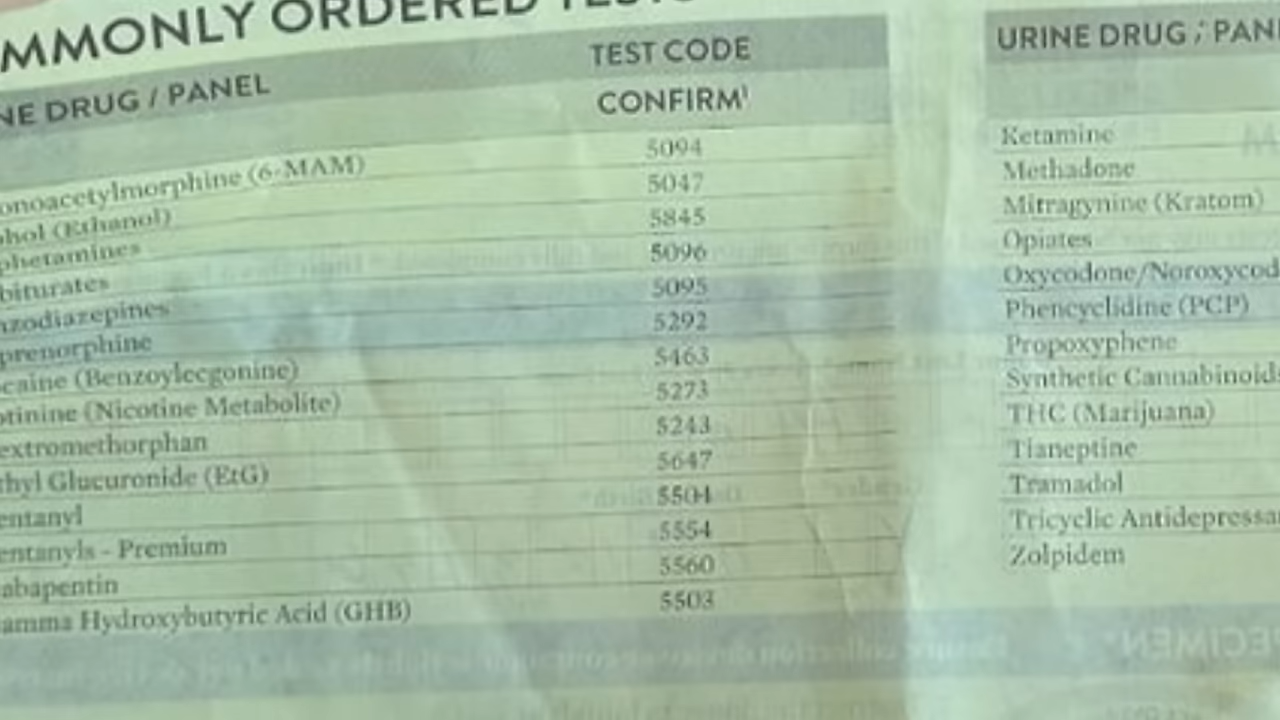 MMONLY ORDERED
NE DRUG / PANEL
TEST CODE
CONFIRM¹
onoacetylmorphine (6-MAM) 5094
ohol (Ethanol) 5047
phetamines 5845
biturates 5096
nzodiazepines 5095
prenorphine 5292
caine (Benzoylecgonine) 5463
otinine (Nicotine Metabolite) 5273
extromethorphan 5243
thyl Glucuronide (EtG) 5647
entanyl 5504
entanyls - Premium 5554
abapentin 5560
amma Hydroxybutyric Acid (GHB) 5503
URINE DRUG / PAN
Ketamine
Methadone
Mitragynine (Kratom)
Opiates
Oxycodone/Noroxycod
Phencyclidine (PCP)
Propoxyphene
Synthetic Cannabinoids
THC (Marijuana)
Tianeptine
Tramadol
Tricyclic Antidepressa
Zolpidem